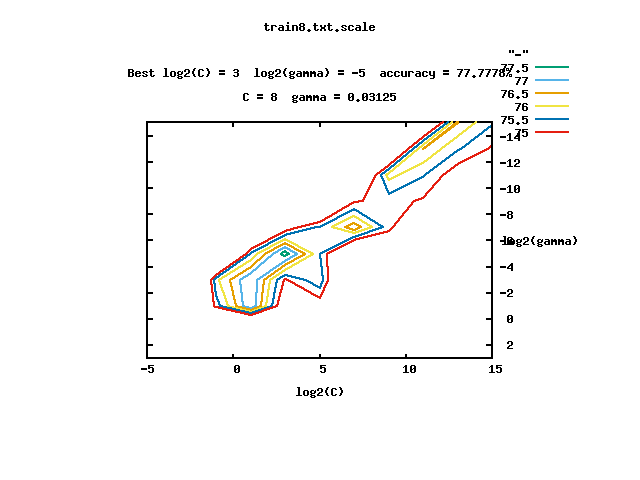 train8.txt.scale
"-"
Best log2(C) = 3  log2(gamma) = -5  accuracy = 77.7778%
77.5
77
C = 8  gamma = 0.03125
76.5
76
75.5
75
-14
-12
-10
-8
-6
log2(gamma)
-4
-2
0
2
-5 0 5 10 15
log2(C)